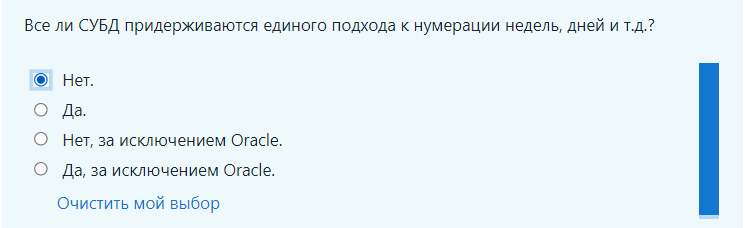 Все ли СУБД придерживаются единого подхода к нумерации недель, дней и т.д.?
Нет.
Да.
Нет, за исключением Oracle.
Да, за исключением Oracle.
Очистить мой выбор